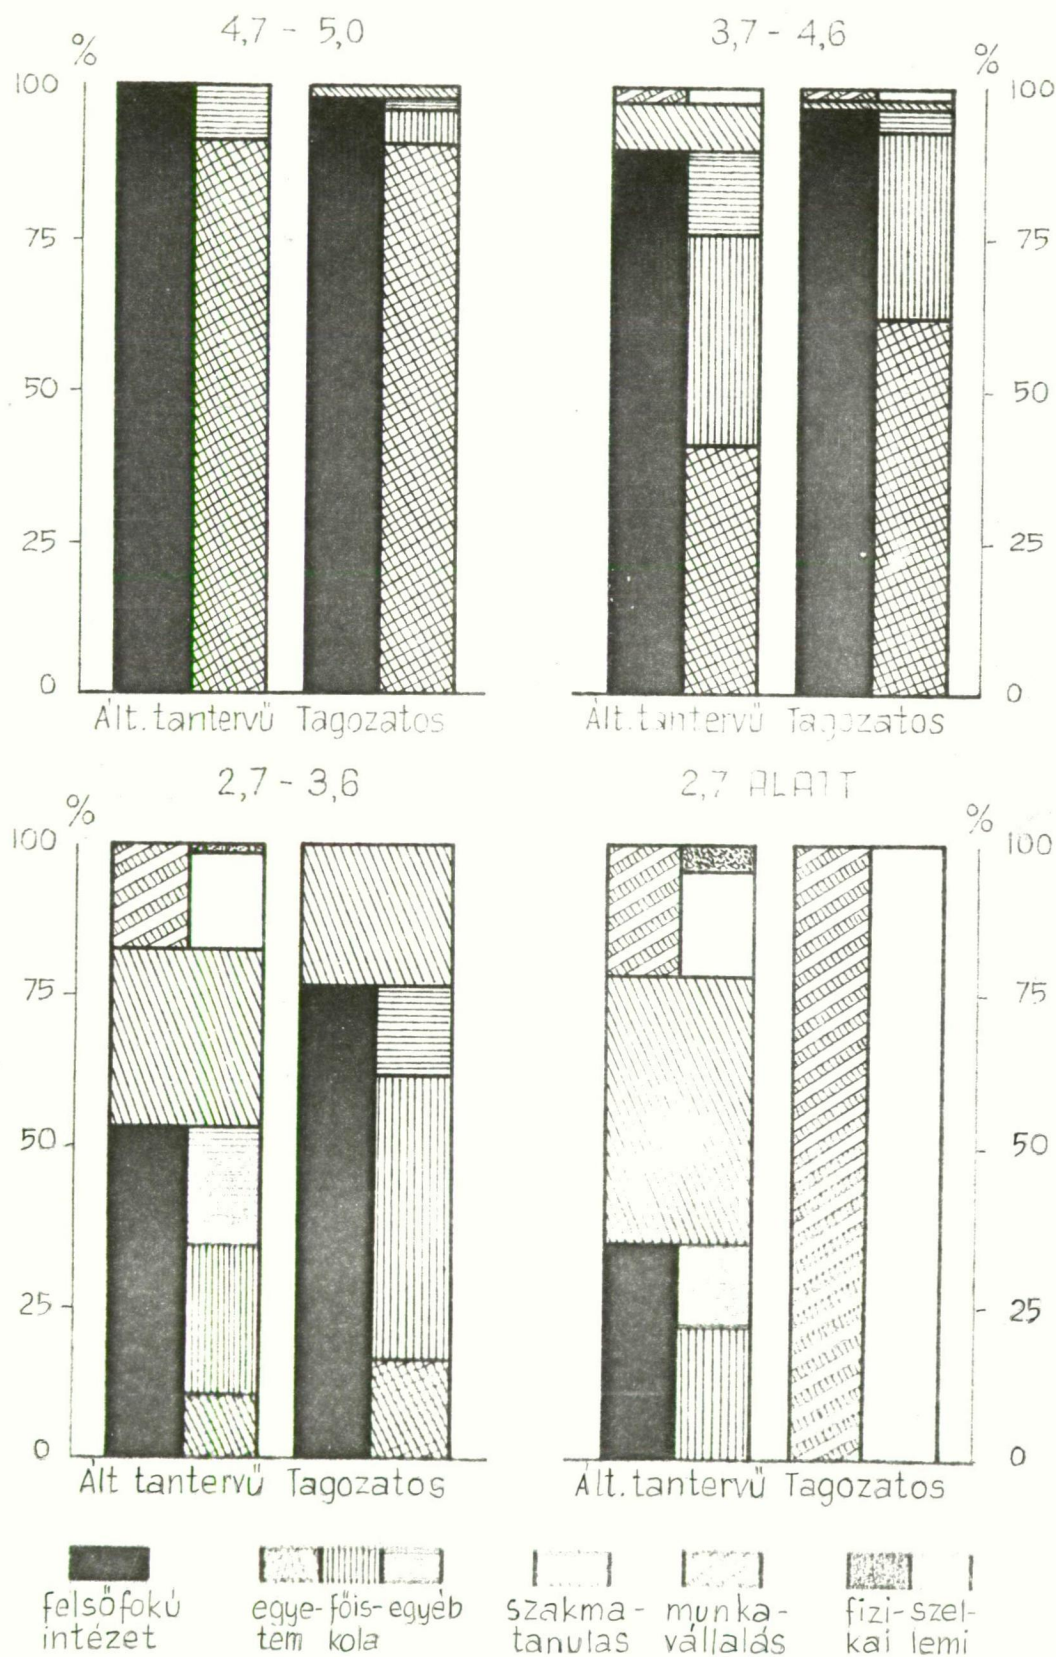 4,7 - 5,0
%
100
75
50
25
0
Ált. tantervű Tagozatos
3,7 - 4,6
%
100
75
50
25
0
Ált. tantervű Tagozatos
2,7 - 3,6
%
100
75
50
25
0
Ált tantervű Tagozatos
2,7 ALATT
%
100
75
50
25
0
Ált. tantervű Tagozatos
felsőfokú
intézet
egye- főis- egyéb
tem kola
szakma-
tanulas
munka-
vállalás
fizi- szel-
kai lemi